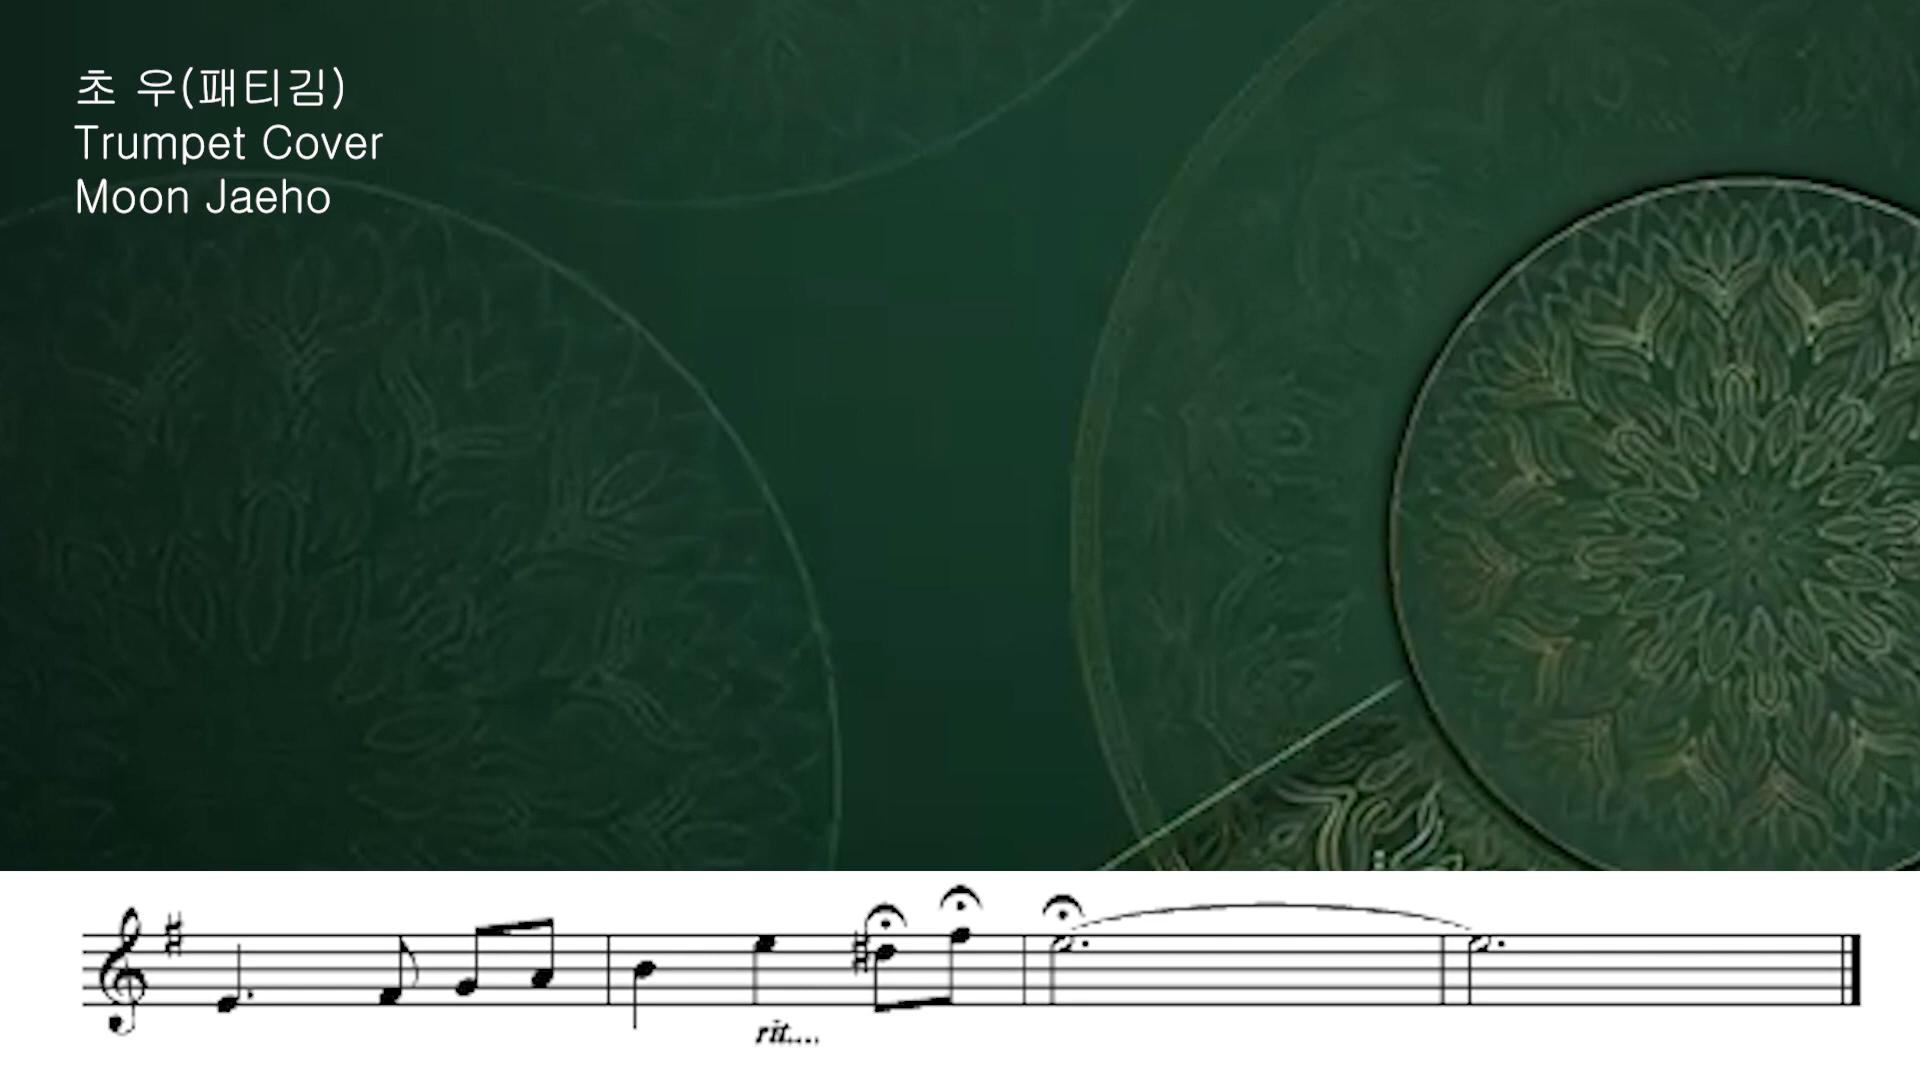 초 우(패티김)
Trumpet Cover
Moon Jaeho
rit....